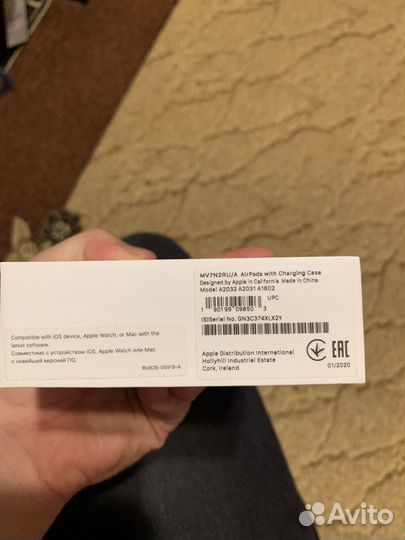 MV7N2RU/A AirPods with Charging Case
Designed by Apple in California Made in China
Model A2032 A2031 A1602
UPC
1 90199 09850 3
(S)Serial No. GN3C374XLX2Y
Compatible with iOS device, Apple Watch, or Mac with the
latest software.
Совместимо с устройством iOS, Apple Watch или Mac
с новейшей версией ПО.
RU626-05919-A
Apple Distribution International
Hollyhill Industrial Estate
Cork, Ireland
EAC
01/2020
Avito